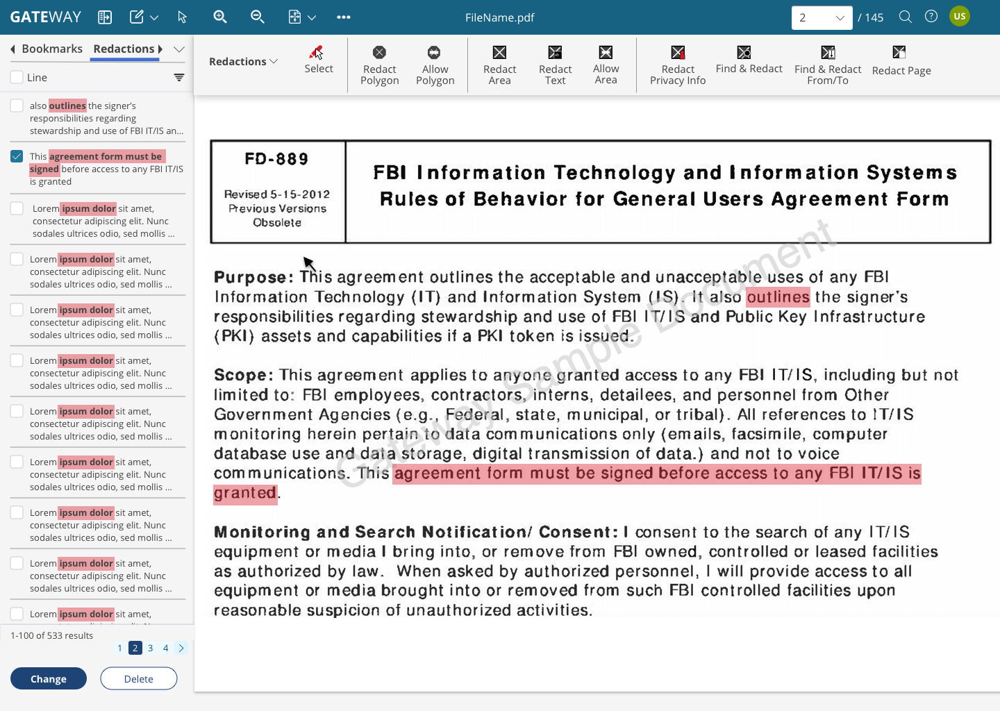 GATEWAY
FileName.pdf
2
/ 145
US
Bookmarks
Redactions
Line
also outlines the signer’s
responsibilities regarding
stewardship and use of FBI IT/IS an...
This agreement form must be
signed before access to any FBI IT/IS
is granted
Lorem ipsum dolor sit amet,
consectetur adipiscing elit. Nunc
sodales ultrices odio, sed mollis ...
Lorem ipsum dolor sit amet,
consectetur adipiscing elit. Nunc
sodales ultrices odio, sed mollis ...
Lorem ipsum dolor sit amet,
consectetur adipiscing elit. Nunc
sodales ultrices odio, sed mollis ...
Lorem ipsum dolor sit amet,
consectetur adipiscing elit. Nunc
sodales ultrices odio, sed mollis ...
Lorem ipsum dolor sit amet,
consectetur adipiscing elit. Nunc
sodales ultrices odio, sed mollis ...
Lorem ipsum dolor sit amet,
consectetur adipiscing elit. Nunc
sodales ultrices odio, sed mollis ...
Lorem ipsum dolor sit amet,
consectetur adipiscing elit. Nunc
sodales ultrices odio, sed mollis ...
Lorem ipsum dolor sit amet,
consectetur adipiscing elit. Nunc
sodales ultrices odio, sed mollis ...
Lorem ipsum dolor sit amet,
1-100 of 533 results
1 2 3 4
Change
Delete
Redactions
Select
Redact
Polygon
Allow
Polygon
Redact
Area
Redact
Text
Allow
Area
Redact
Privacy Info
Find & Redact
Find & Redact
From/To
Redact Page
FD-889
Revised 5-15-2012
Previous Versions
Obsolete
FBI Information Technology and Information Systems
Rules of Behavior for General Users Agreement Form
Purpose: This agreement outlines the acceptable and unacceptable uses of any FBI
Information Technology (IT) and Information System (IS). It also outlines the signer's
responsibilities regarding stewardship and use of FBI IT/IS and Public Key Infrastructure
(PKI) assets and capabilities if a PKI token is issued.
Scope: This agreement applies to anyone granted access to any FBI IT/IS, including but not
limited to: FBI employees, contractors, interns, detailees, and personnel from Other
Government Agencies (e.g., Federal, state, municipal, or tribal). All references to IT/IS
monitoring herein pertain to data communications only (emails, facsimile, computer
database use and data storage, digital transmission of data.) and not to voice
communications. This agreement form must be signed before access to any FBI IT/IS is
granted.
Monitoring and Search Notification/ Consent: I consent to the search of any IT/IS
equipment or media I bring into, or remove from FBI owned, controlled or leased facilities
as authorized by law. When asked by authorized personnel, I will provide access to all
equipment or media brought into or removed from such FBI controlled facilities upon
reasonable suspicion of unauthorized activities.
Gateway Sample Document